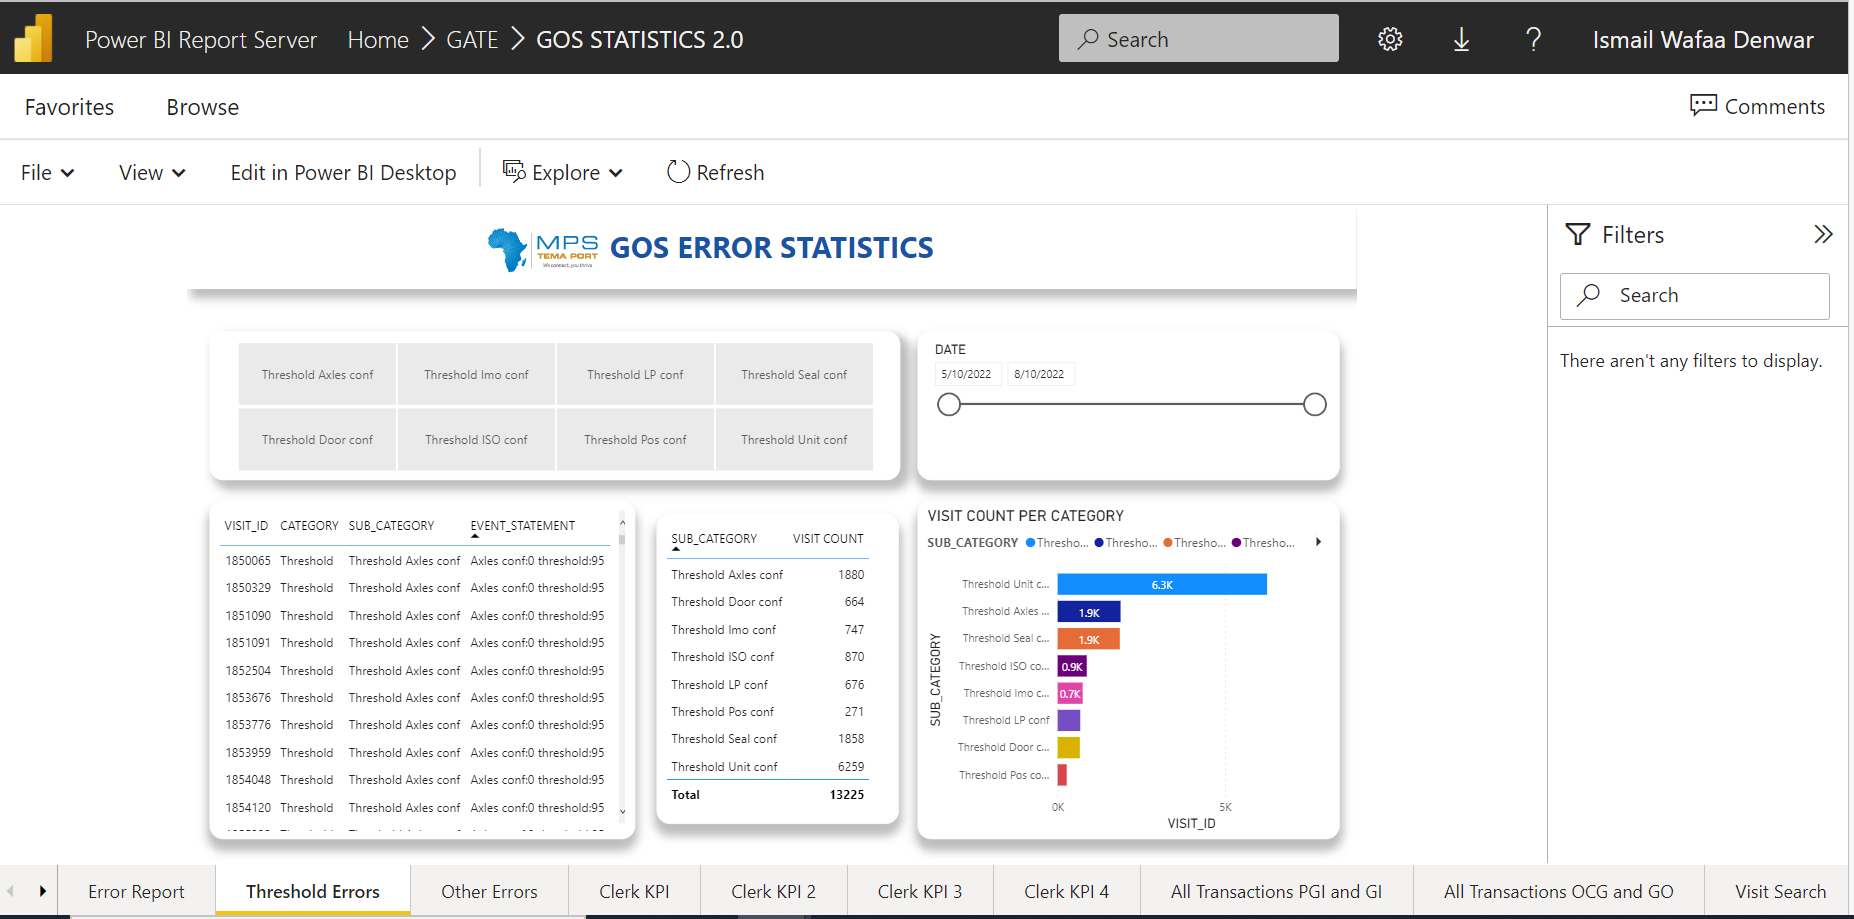 Power BI Report Server Home GATE GOS STATISTICS 2.0 Search ? Ismail Wafaa Denwar
Favorites Browse Comments
File View Edit in Power BI Desktop Explore Refresh
MPS
TEMA PORT
We connect, you thrive
GOS ERROR STATISTICS
Filters
Search
There aren't any filters to display.
Threshold Axles conf Threshold Imo conf Threshold LP conf Threshold Seal conf
Threshold Door conf Threshold ISO conf Threshold Pos conf Threshold Unit conf
DATE
5/10/2022 8/10/2022
VISIT_ID CATEGORY SUB_CATEGORY EVENT_STATEMENT
1850065 Threshold Threshold Axles conf Axles conf:0 threshold:95
1850329 Threshold Threshold Axles conf Axles conf:0 threshold:95
1851090 Threshold Threshold Axles conf Axles conf:0 threshold:95
1851091 Threshold Threshold Axles conf Axles conf:0 threshold:95
1852504 Threshold Threshold Axles conf Axles conf:0 threshold:95
1853676 Threshold Threshold Axles conf Axles conf:0 threshold:95
1853776 Threshold Threshold Axles conf Axles conf:0 threshold:95
1853959 Threshold Threshold Axles conf Axles conf:0 threshold:95
1854048 Threshold Threshold Axles conf Axles conf:0 threshold:95
1854120 Threshold Threshold Axles conf Axles conf:0 threshold:95
SUB_CATEGORY VISIT COUNT
Threshold Axles conf 1880
Threshold Door conf 664
Threshold Imo conf 747
Threshold ISO conf 870
Threshold LP conf 676
Threshold Pos conf 271
Threshold Seal conf 1858
Threshold Unit conf 6259
Total 13225
VISIT COUNT PER CATEGORY
SUB_CATEGORY Thresho... Thresho... Thresho... Thresho...
SUB_CATEGORY
Threshold Unit c... 6.3K
Threshold Axles ... 1.9K
Threshold Seal c... 1.9K
Threshold ISO co... 0.9K
Threshold Imo c... 0.7K
Threshold LP conf
Threshold Door c...
Threshold Pos co...
0K 5K
VISIT_ID
Error Report Threshold Errors Other Errors Clerk KPI Clerk KPI 2 Clerk KPI 3 Clerk KPI 4 All Transactions PGI and GI All Transactions OCG and GO Visit Search